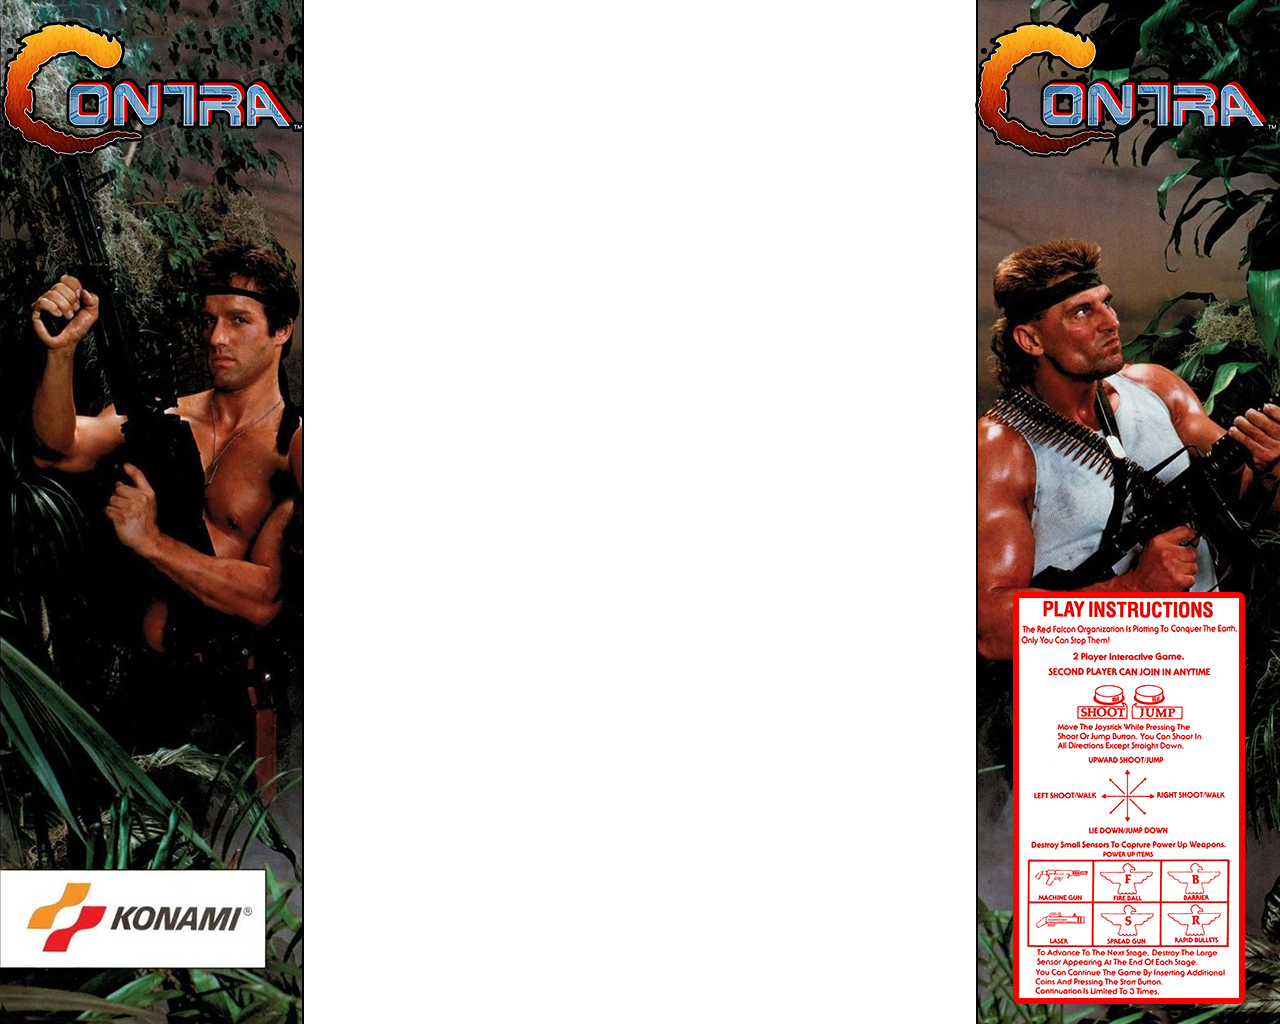 CONTRA™
KONAMI®
CONTRA™
PLAY INSTRUCTIONS
The Red Falcon Organization Is Plotting To Conquer The Earth.
Only You Can Stop Them!
2 Player Interactive Game.
SECOND PLAYER CAN JOIN IN ANYTIME
SHOOT JUMP
Move The Joystick While Pressing The
Shoot Or Jump Button. You Can Shoot In
All Directions Except Straight Down.
UPWARD SHOOT/JUMP
LEFT SHOOT/WALK RIGHT SHOOT/WALK
LIE DOWN/JUMP DOWN
Destroy Small Sensors To Capture Power Up Weapons.
POWER UP ITEMS
F B
MACHINE GUN FIRE BALL BARRIER
S R
LASER SPREAD GUN RAPID BULLETS
To Advance To The Next Stage, Destroy The Large
Sensor Appearing At The End Of Each Stage.
You Can Continue The Game By Inserting Additional
Coins And Pressing The Start Button.
Continuation Is Limited To 3 Times.